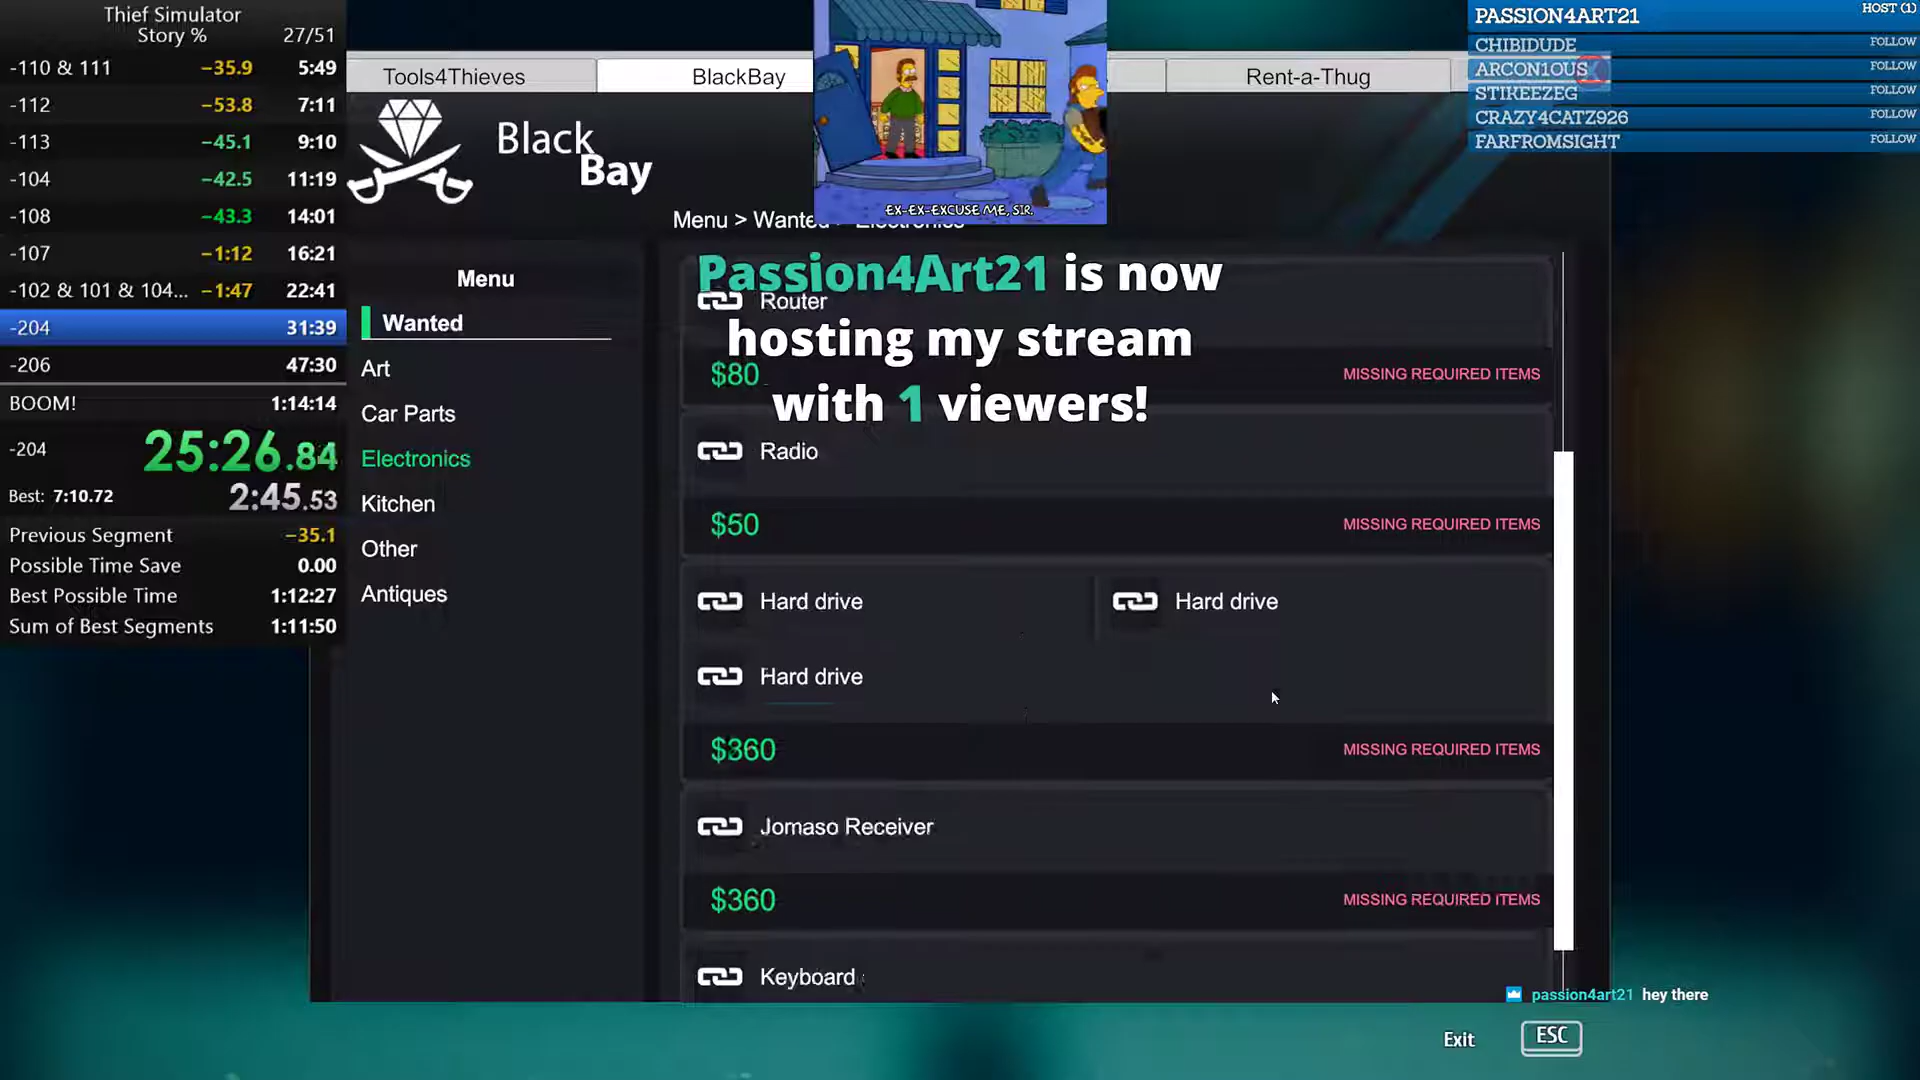 Thief Simulator
Story % 27/51
-110 & 111 −35.9 5:49
-112 −53.8 7:11
-113 −45.1 9:10
-104 −42.5 11:19
-108 −43.3 14:01
-107 −1:12 16:21
-102 & 101 & 104... −1:47 22:41
-204 31:39
-206 47:30
BOOM! 1:14:14
-204 25:26.84
Best: 7:10.72 2:45.53
Previous Segment −35.1
Possible Time Save 0.00
Best Possible Time 1:12:27
Sum of Best Segments 1:11:50
Tools4Thieves
BlackBay
Rent-a-Thug
Black
Bay
EX-EX-EXCUSE ME, SIR.
Menu > Wanted > Electronics
Menu
Wanted
Art
Car Parts
Electronics
Kitchen
Other
Antiques
Passion4Art21 is now
hosting my stream
with 1 viewers!
Router
$80 MISSING REQUIRED ITEMS
Radio
$50 MISSING REQUIRED ITEMS
Hard drive Hard drive
Hard drive
$360 MISSING REQUIRED ITEMS
Jomaso Receiver
$360 MISSING REQUIRED ITEMS
Keyboard
PASSION4ART21 HOST (1)
CHIBIDUDE FOLLOW
ARCON1OUS FOLLOW
STIKEEZEG FOLLOW
CRAZY4CATZ926 FOLLOW
FARFROMSIGHT FOLLOW
passion4art21 hey there
Exit ESC